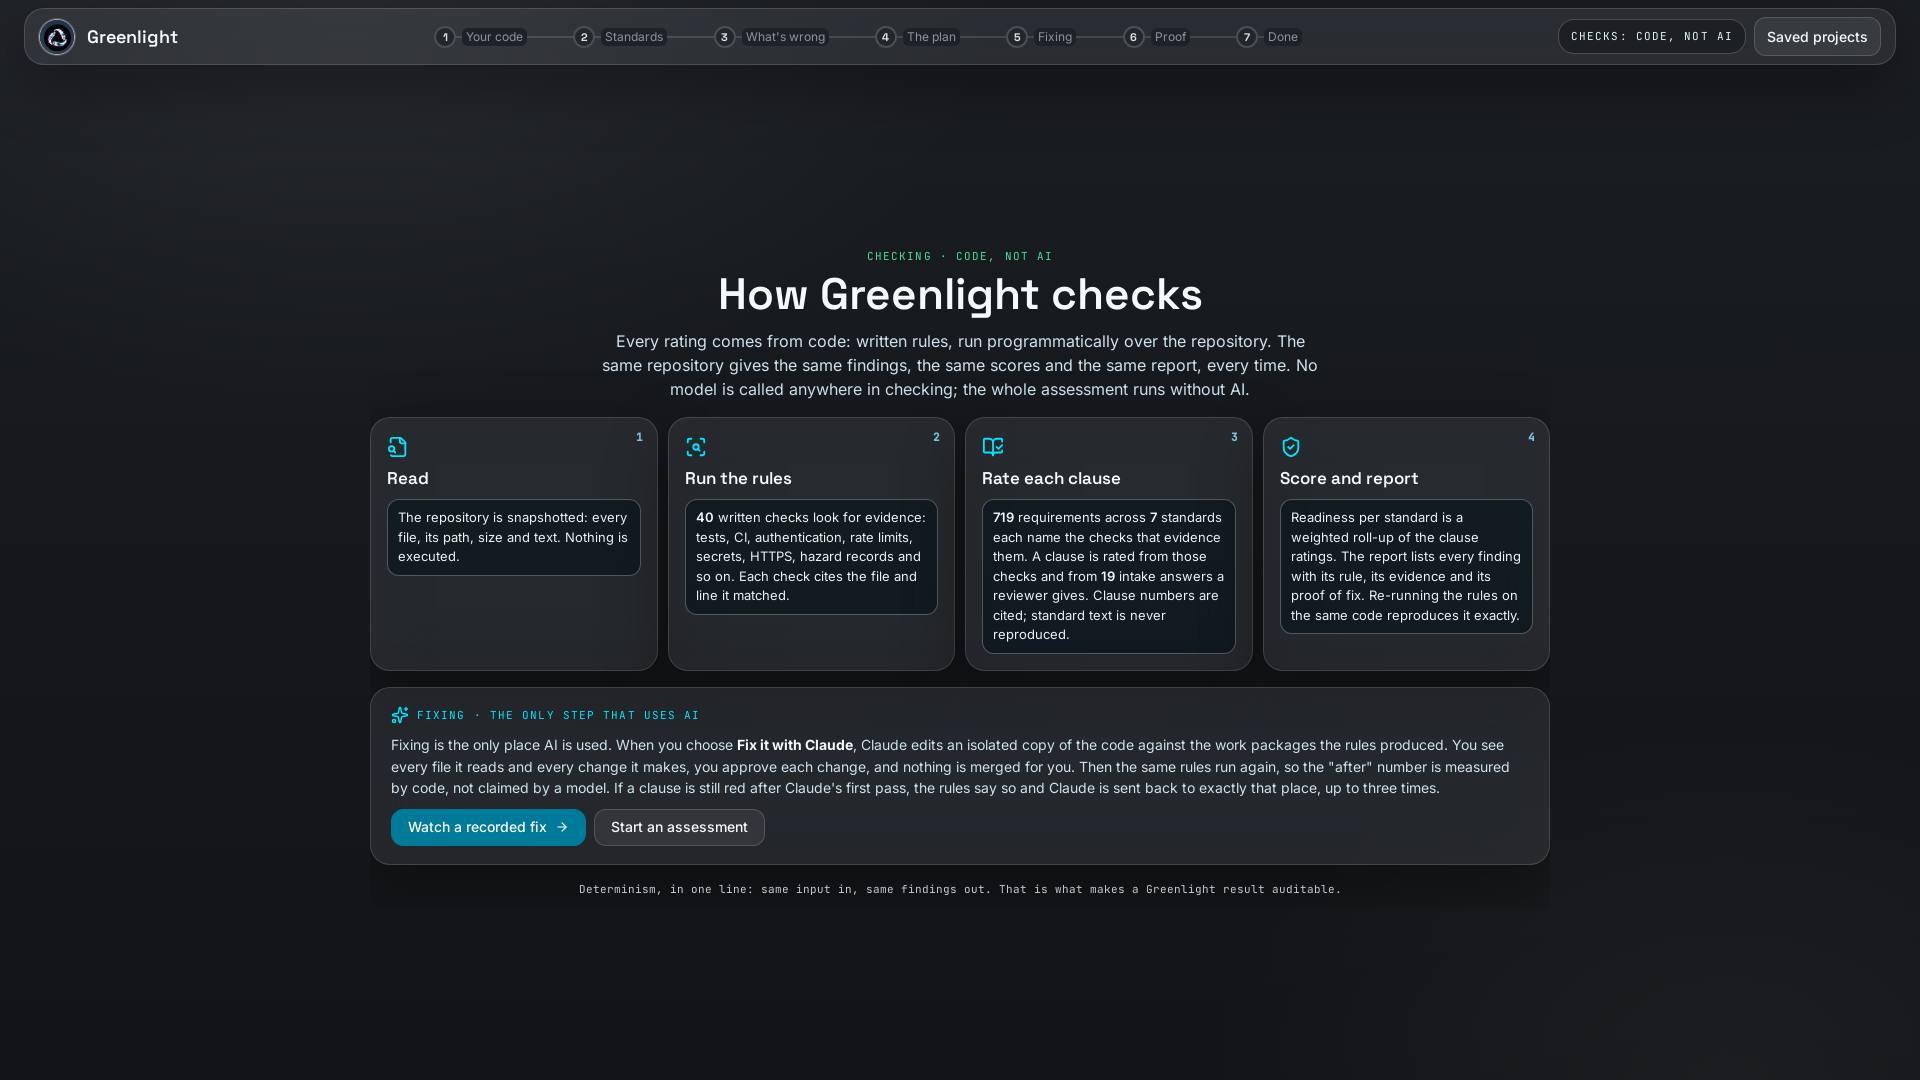 Greenlight
1 Your code
2 Standards
3 What's wrong
4 The plan
5 Fixing
6 Proof
7 Done
CHECKS: CODE, NOT AI
Saved projects
CHECKING · CODE, NOT AI
How Greenlight checks
Every rating comes from code: written rules, run programmatically over the repository. The
same repository gives the same findings, the same scores and the same report, every time. No
model is called anywhere in checking; the whole assessment runs without AI.
1
Read
The repository is snapshotted: every
file, its path, size and text. Nothing is
executed.
2
Run the rules
40 written checks look for evidence:
tests, CI, authentication, rate limits,
secrets, HTTPS, hazard records and
so on. Each check cites the file and
line it matched.
3
Rate each clause
719 requirements across 7 standards
each name the checks that evidence
them. A clause is rated from those
checks and from 19 intake answers a
reviewer gives. Clause numbers are
cited; standard text is never
reproduced.
4
Score and report
Readiness per standard is a
weighted roll-up of the clause
ratings. The report lists every finding
with its rule, its evidence and its
proof of fix. Re-running the rules on
the same code reproduces it exactly.
FIXING · THE ONLY STEP THAT USES AI
Fixing is the only place AI is used. When you choose Fix it with Claude, Claude edits an isolated copy of the code against the work packages the rules produced. You see
every file it reads and every change it makes, you approve each change, and nothing is merged for you. Then the same rules run again, so the "after" number is measured
by code, not claimed by a model. If a clause is still red after Claude's first pass, the rules say so and Claude is sent back to exactly that place, up to three times.
Watch a recorded fix →
Start an assessment
Determinism, in one line: same input in, same findings out. That is what makes a Greenlight result auditable.